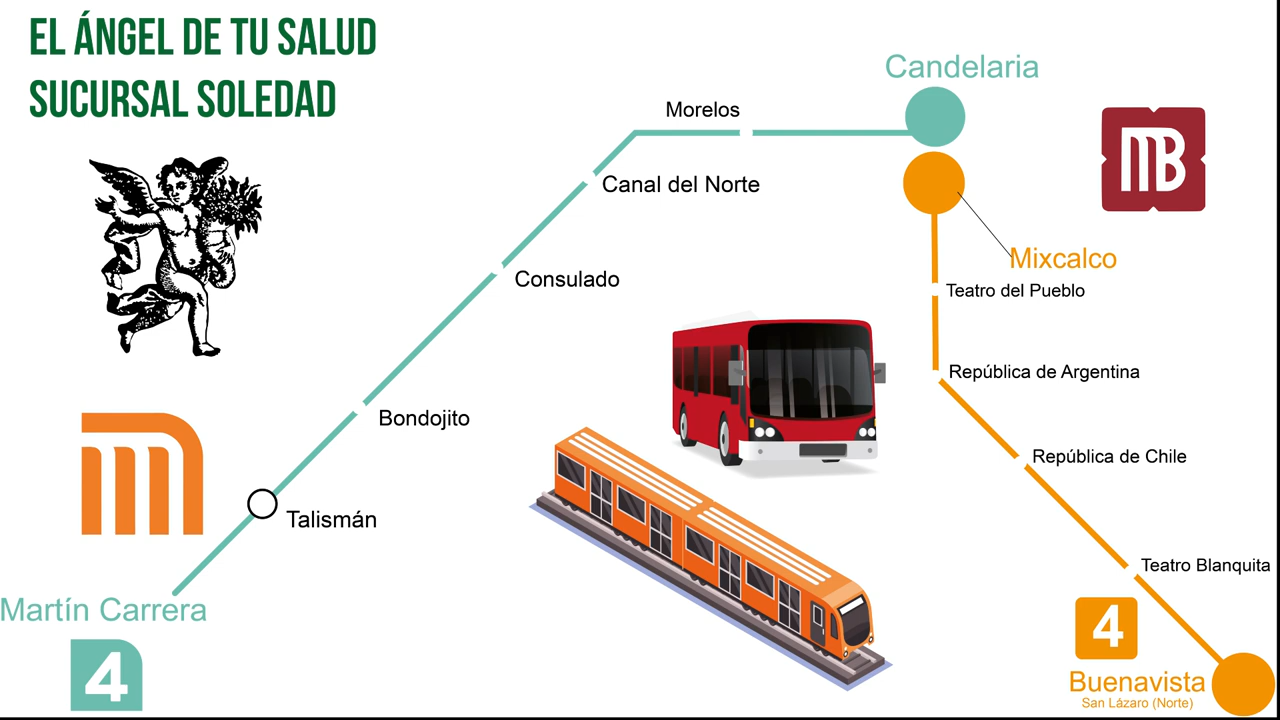 EL ÁNGEL DE TU SALUD
SUCURSAL SOLEDAD
Candelaria
Morelos
MB
Canal del Norte
Mixcalco
Consulado
Teatro del Pueblo
República de Argentina
Bondojito
República de Chile
Talismán
Teatro Blanquita
Martín Carrera
4
4
Buenavista
San Lázaro (Norte)